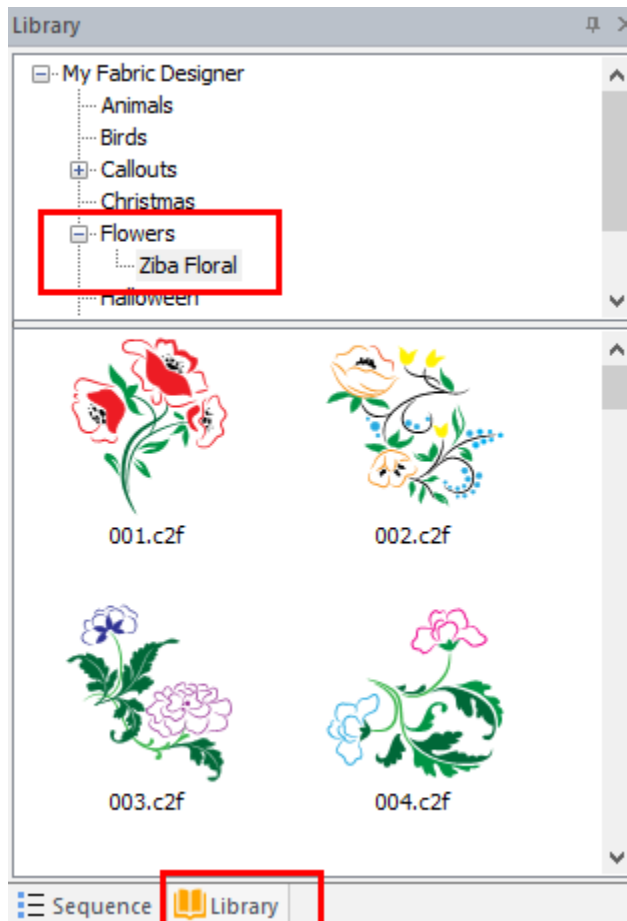 Library
My Fabric Designer
Animals
Birds
Callouts
Christmas
Flowers
Ziba Floral
Halloween
001.c2f
002.c2f
003.c2f
004.c2f
Sequence
Library